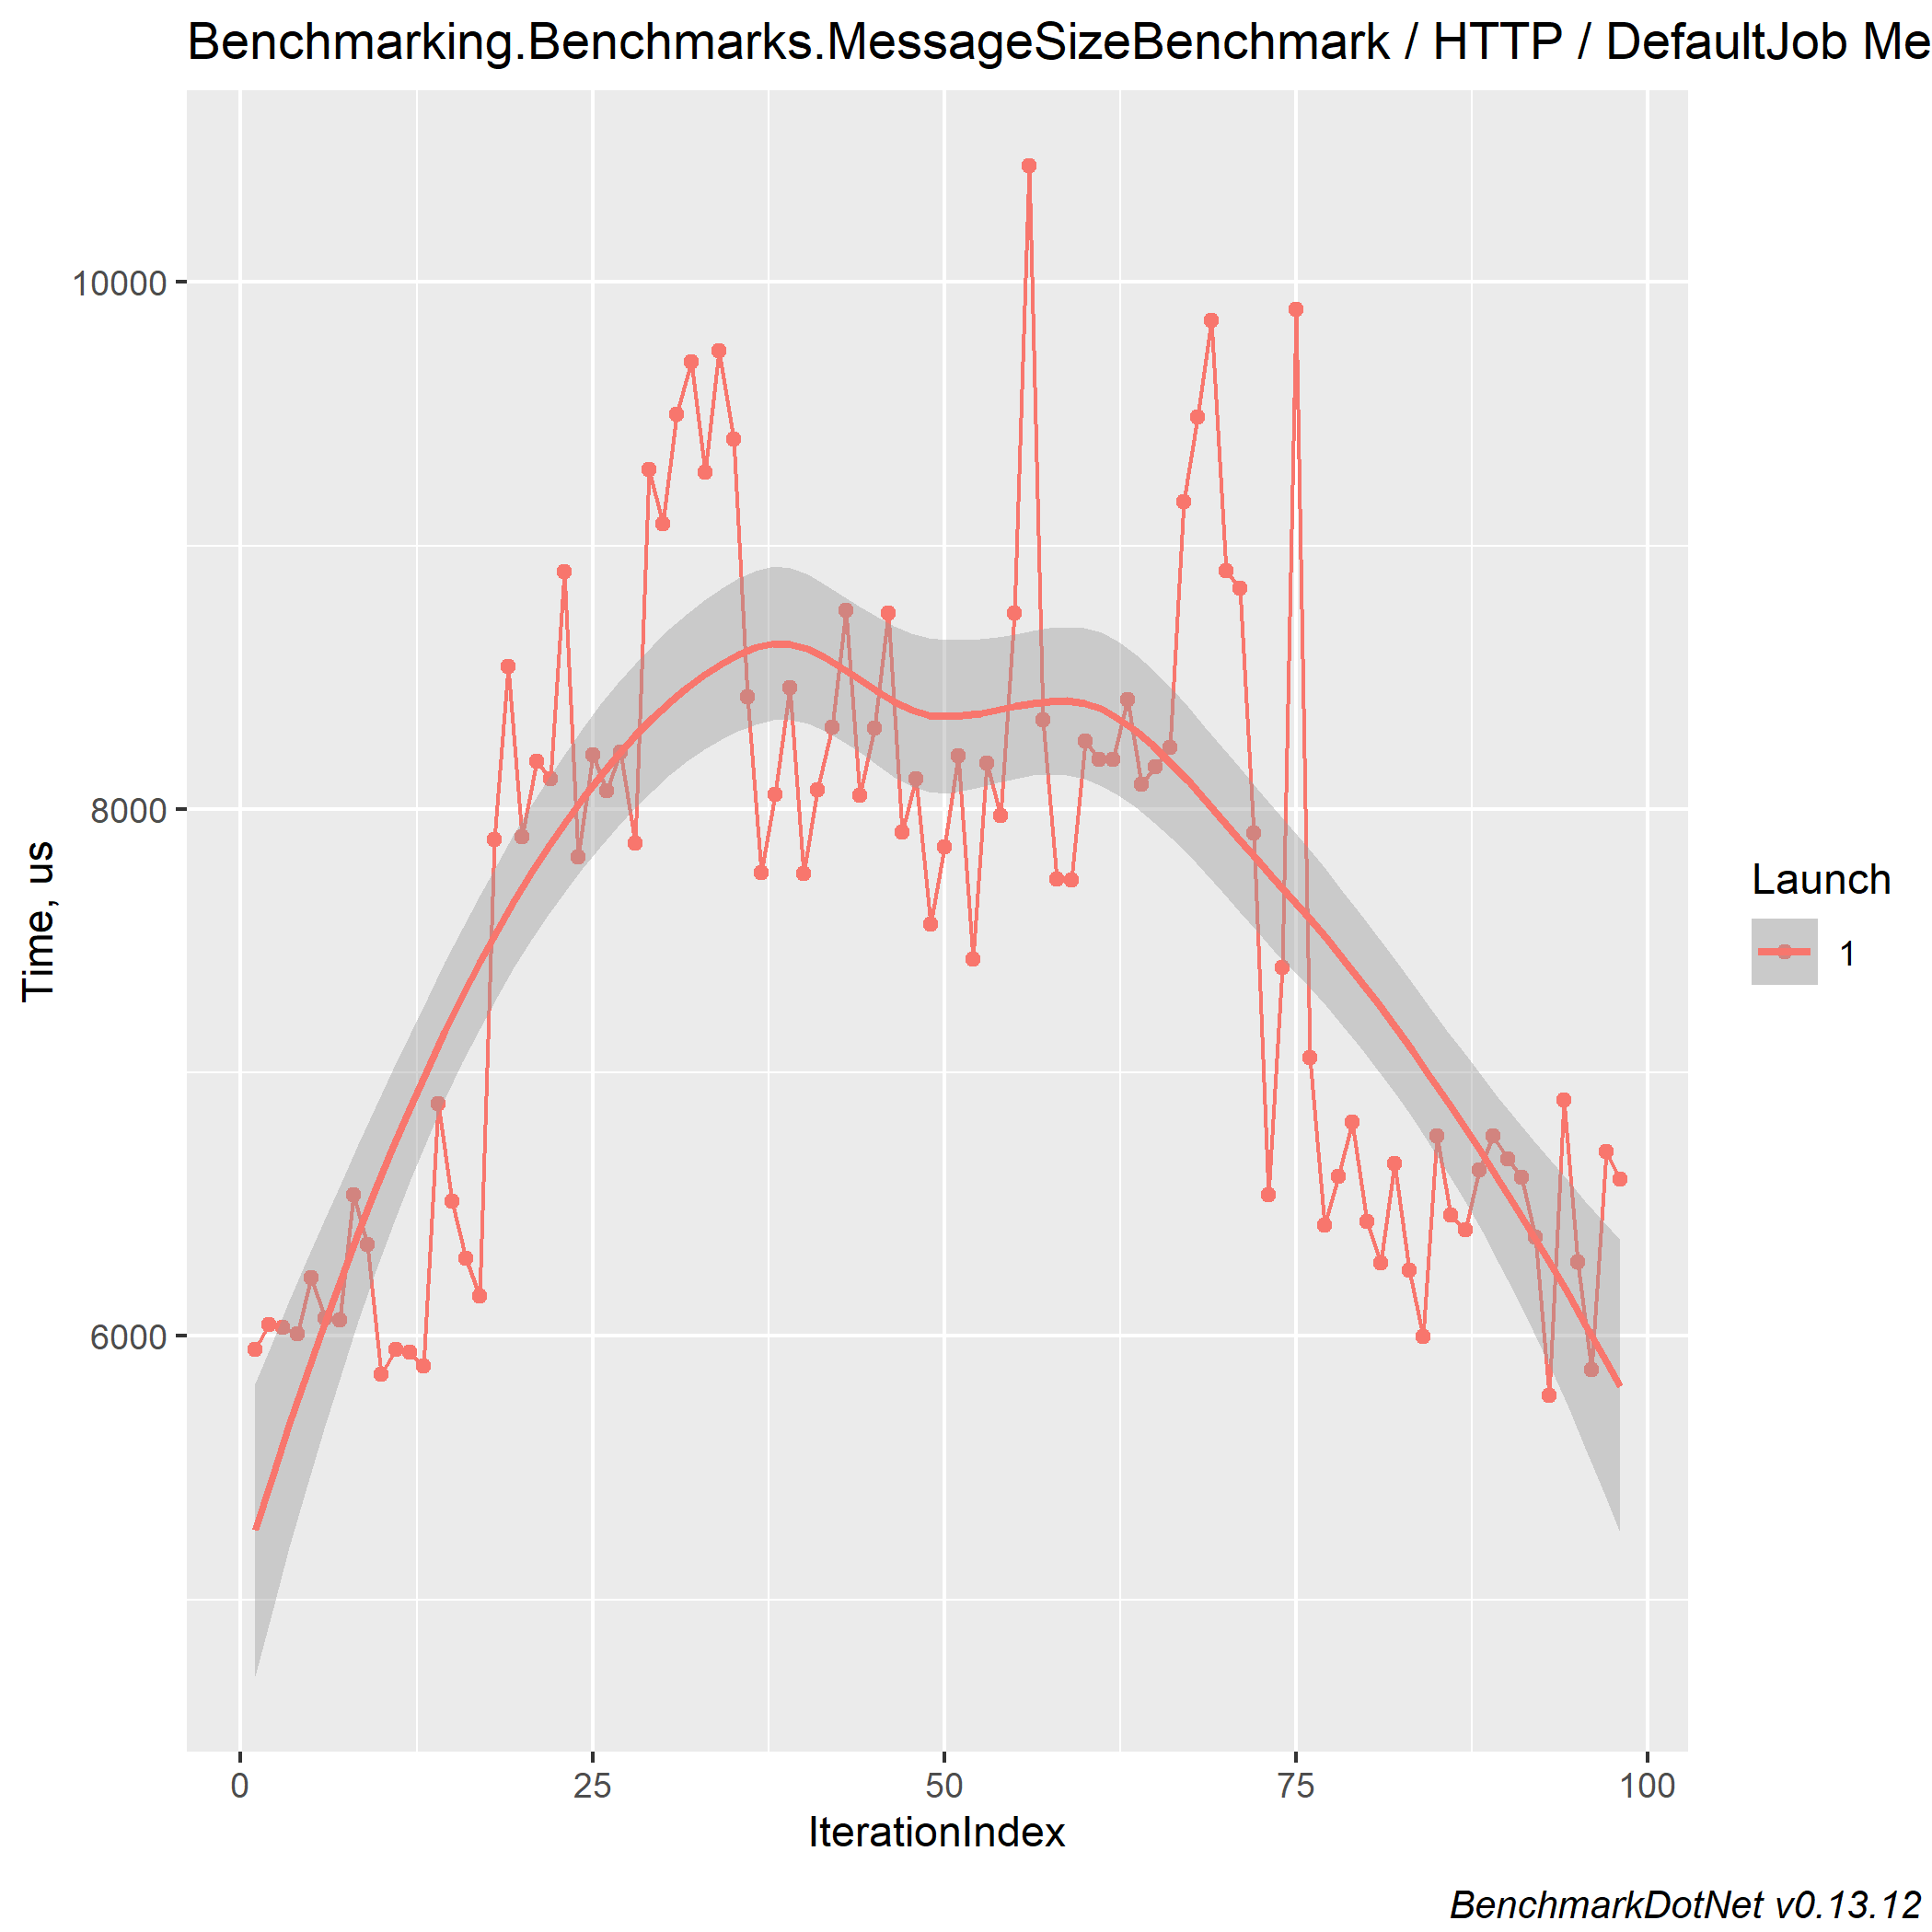 Benchmarking.Benchmarks.MessageSizeBenchmark / HTTP / DefaultJob Me
10000
8000
6000
Time, us
0 25 50 75 100
IterationIndex
Launch
1
BenchmarkDotNet v0.13.12